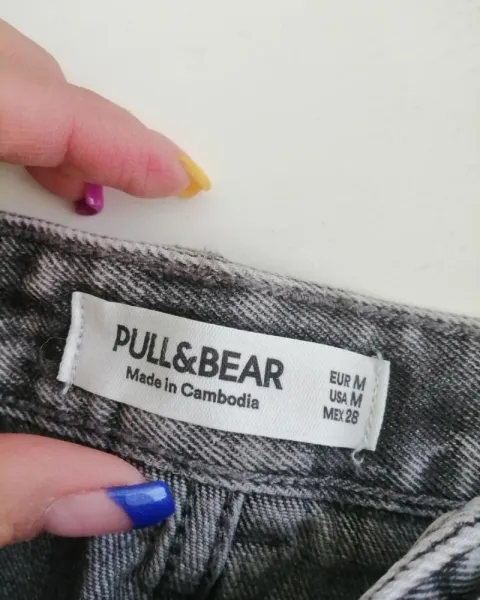 PULL&BEAR
Made in Cambodia
EUR M
USA M
MEX 28